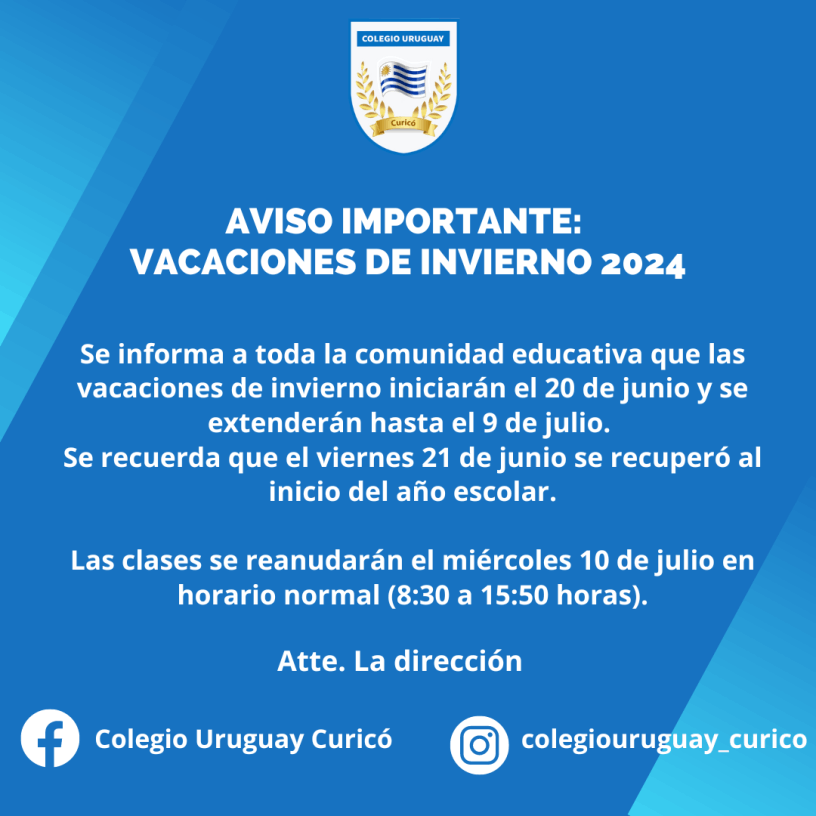 COLEGIO URUGUAY
Curicó
AVISO IMPORTANTE:
VACACIONES DE INVIERNO 2024
Se informa a toda la comunidad educativa que las
vacaciones de invierno iniciarán el 20 de junio y se
extenderán hasta el 9 de julio.
Se recuerda que el viernes 21 de junio se recuperó al
inicio del año escolar.
Las clases se reanudarán el miércoles 10 de julio en
horario normal (8:30 a 15:50 horas).
Atte. La dirección
Colegio Uruguay Curicó
colegiouruguay_curico